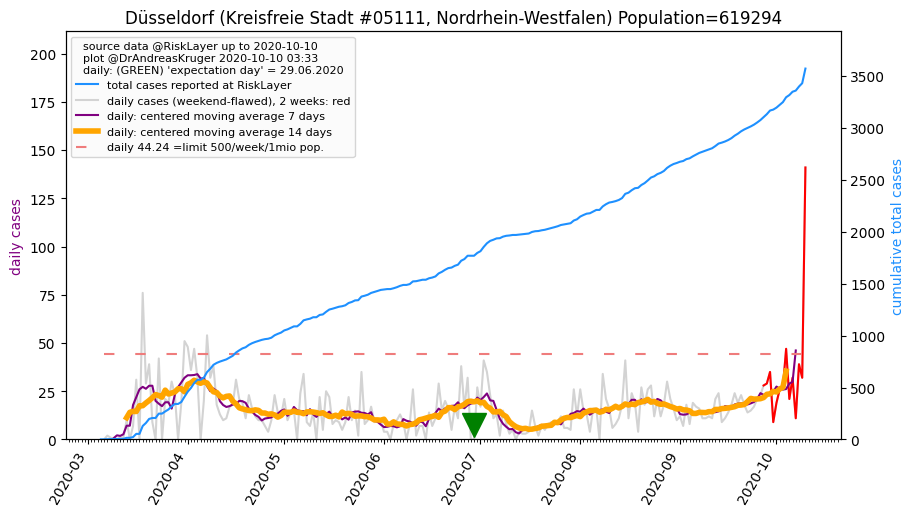 Düsseldorf (Kreisfreie Stadt #05111, Nordrhein-Westfalen) Population=619294
source data @RiskLayer up to 2020-10-10
plot @DrAndreasKruger 2020-10-10 03:33
daily: (GREEN) 'expectation day' = 29.06.2020
total cases reported at RiskLayer
daily cases (weekend-flawed), 2 weeks: red
daily: centered moving average 7 days
daily: centered moving average 14 days
daily 44.24 =limit 500/week/1mio pop.
daily cases
200
175
150
125
100
75
50
25
0
cumulative total cases
3500
3000
2500
2000
1500
1000
500
0
2020-03
2020-04
2020-05
2020-06
2020-07
2020-08
2020-09
2020-10